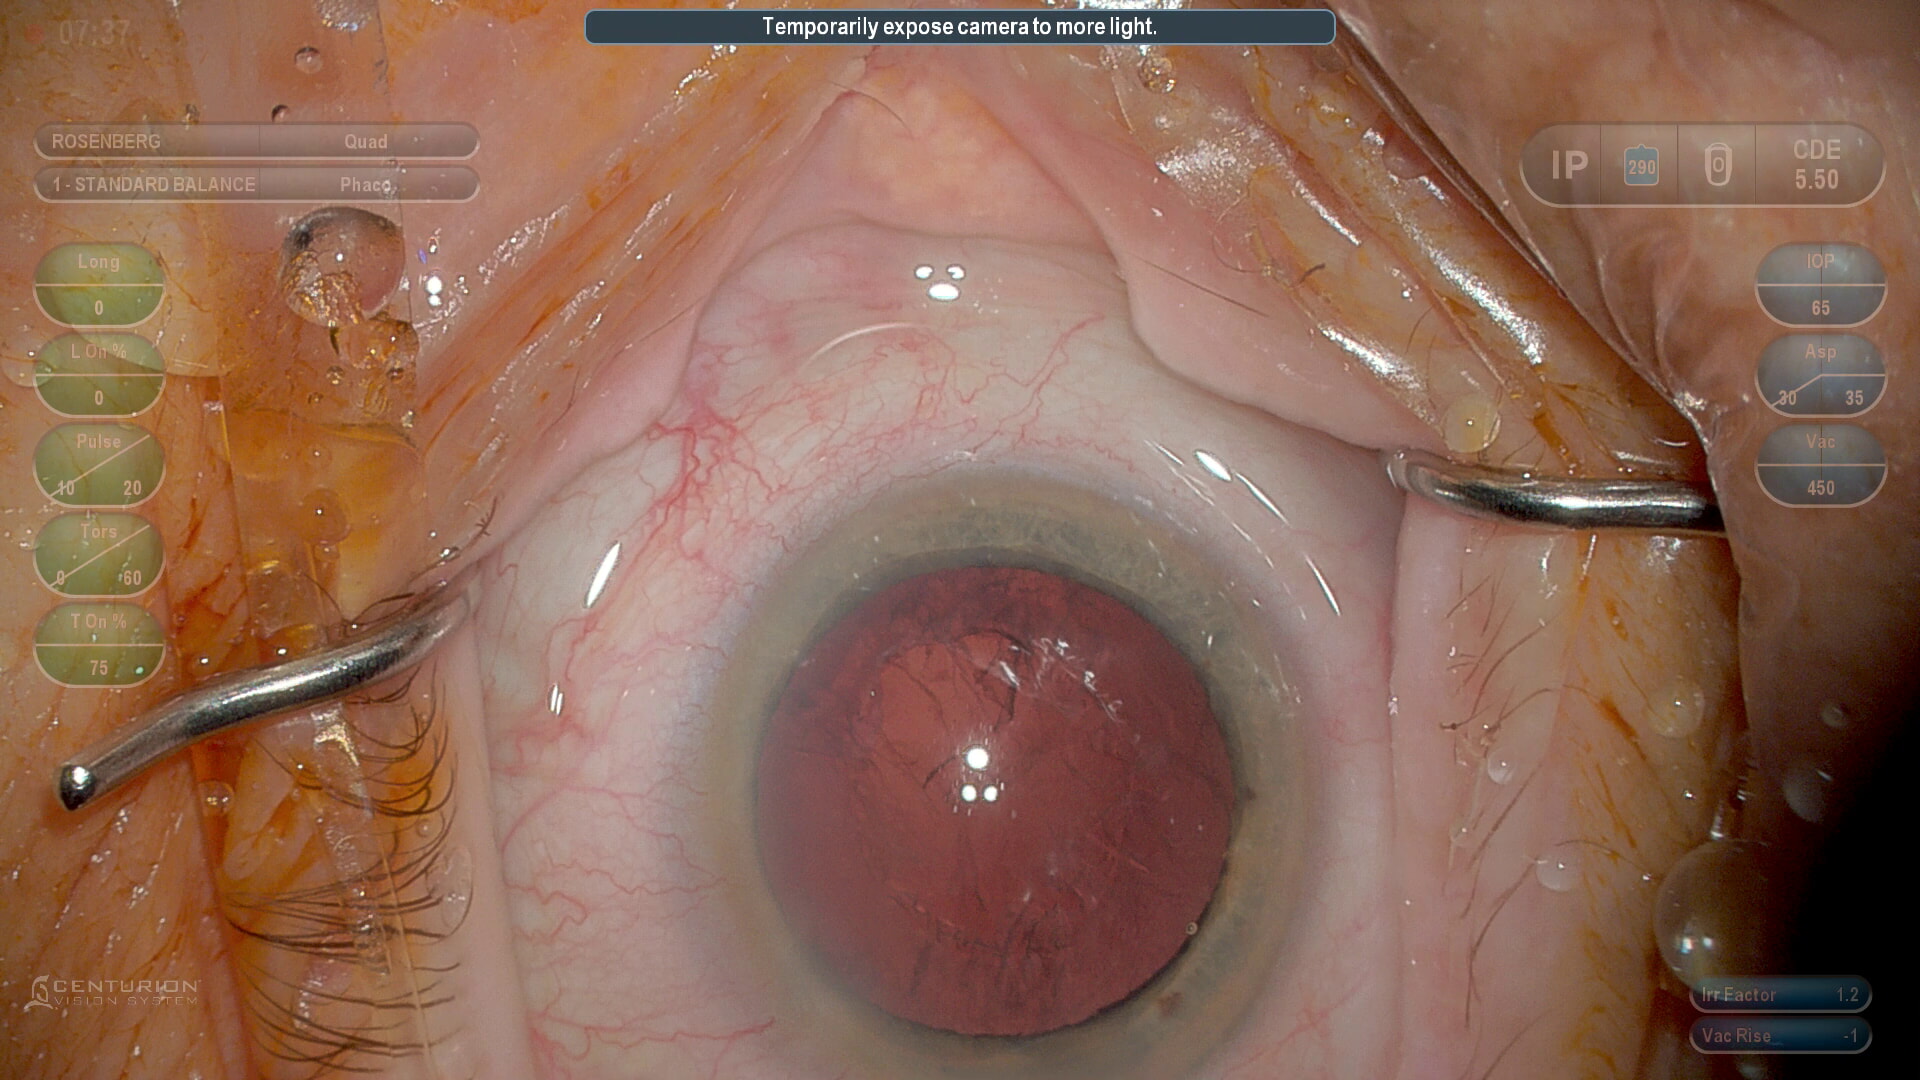 Temporarily expose camera to more light.
07:37
ROSENBERG Quad
1 - STANDARD BALANCE Phaco
IP 290 CDE 5.50
Long
0
L On %
0
Pulse
10 20
Tors
0 60
T On %
75
IOP
65
Asp
30 35
Vac
450
CENTURION
VISION SYSTEM
Irr Factor 1.2
Vac Rise -1